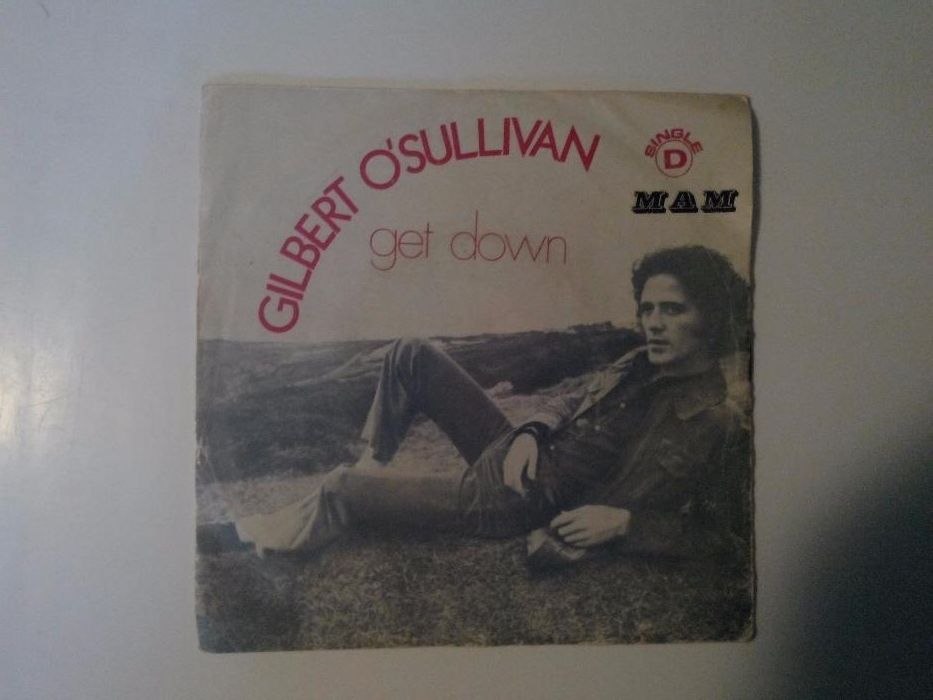 GILBERT O'SULLIVAN
get down
SINGLE
D
MAM